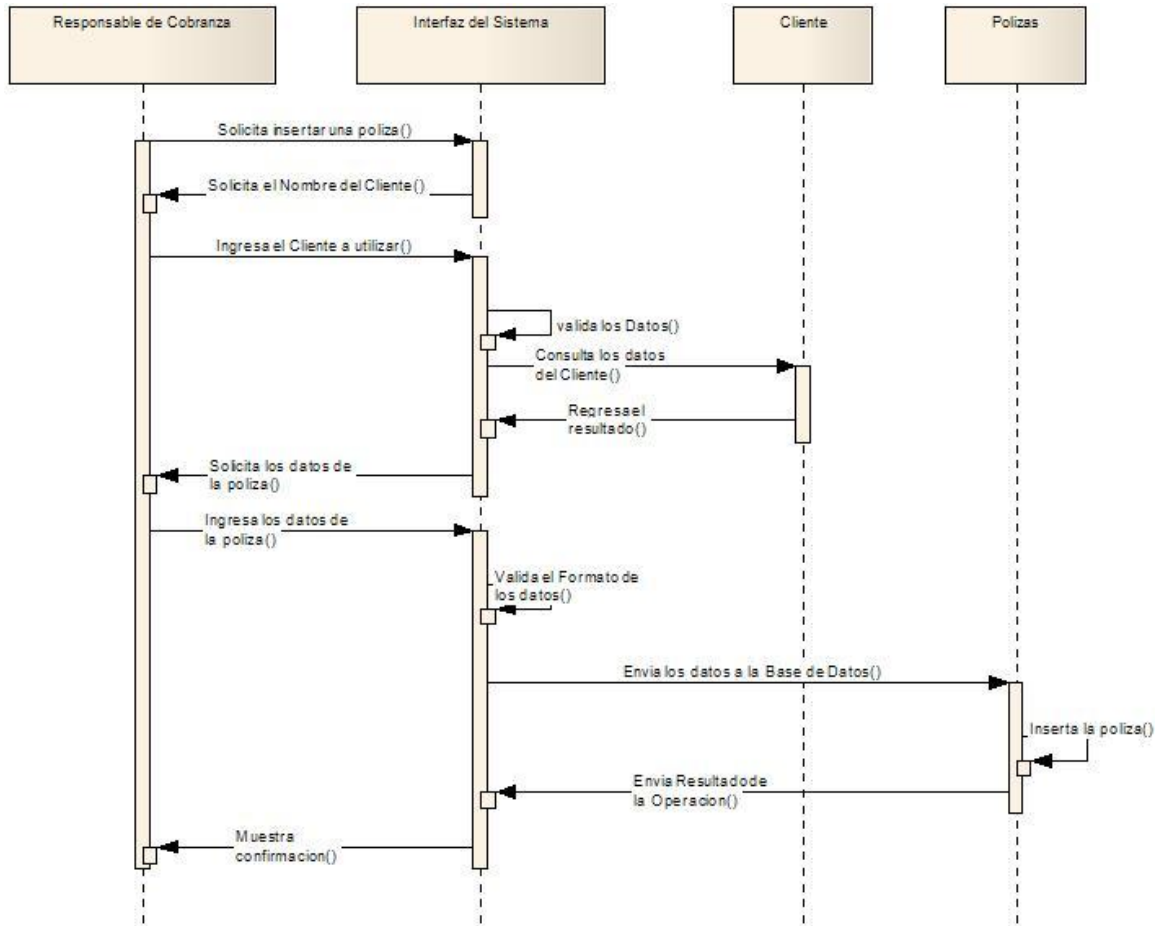 Responsable de Cobranza
Interfaz del Sistema
Cliente
Polizas
Solicita insertar una poliza()
Solicita el Nombre del Cliente()
Ingresa el Cliente a utilizar()
valida los Datos()
Consulta los datos
del Cliente()
Regresa el
resultado()
Solicita los datos de
la poliza()
Ingresa los datos de
la poliza()
Valida el Formato de
los datos()
Envia los datos a la Base de Datos()
Inserta la poliza()
Envia Resultado de
la Operacion()
Muestra
confirmacion()